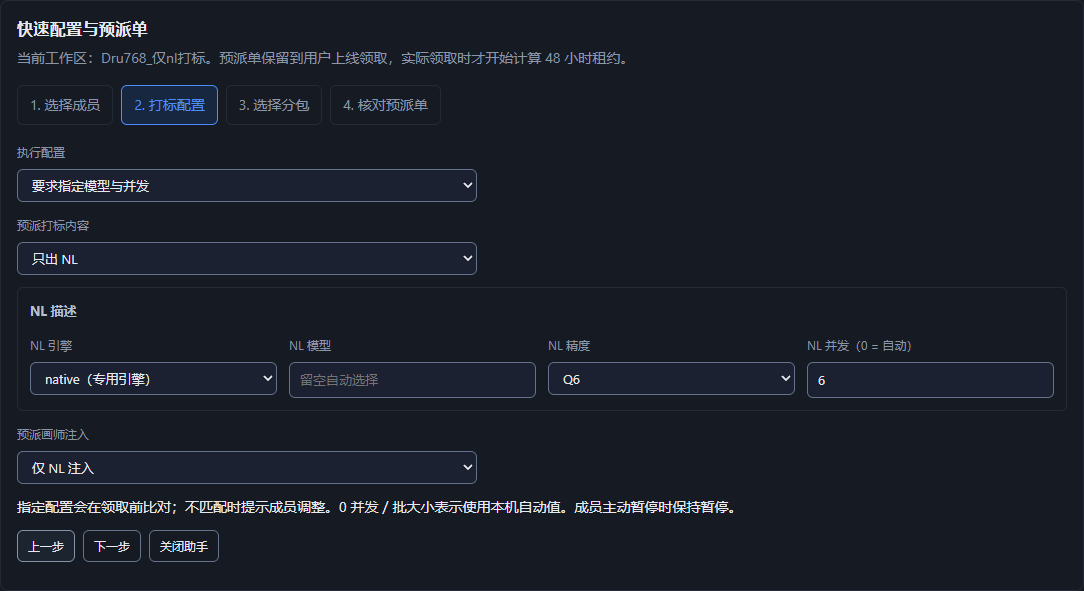 快速配置与预派单
当前工作区：Dru768_仅nl打标。预派单保留到用户上线领取，实际领取时才开始计算 48 小时租约。
1. 选择成员 2. 打标配置 3. 选择分包 4. 核对预派单
执行配置
要求指定模型与并发
预派打标内容
只出 NL
NL 描述
NL 引擎 NL 模型 NL 精度 NL 并发（0 = 自动）
native（专用引擎） 留空自动选择 Q6 6
预派画师注入
仅 NL 注入
指定配置会在领取前比对；不匹配时提示成员调整。0 并发 / 批大小表示使用本机自动值。成员主动暂停时保持暂停。
上一步 下一步 关闭助手